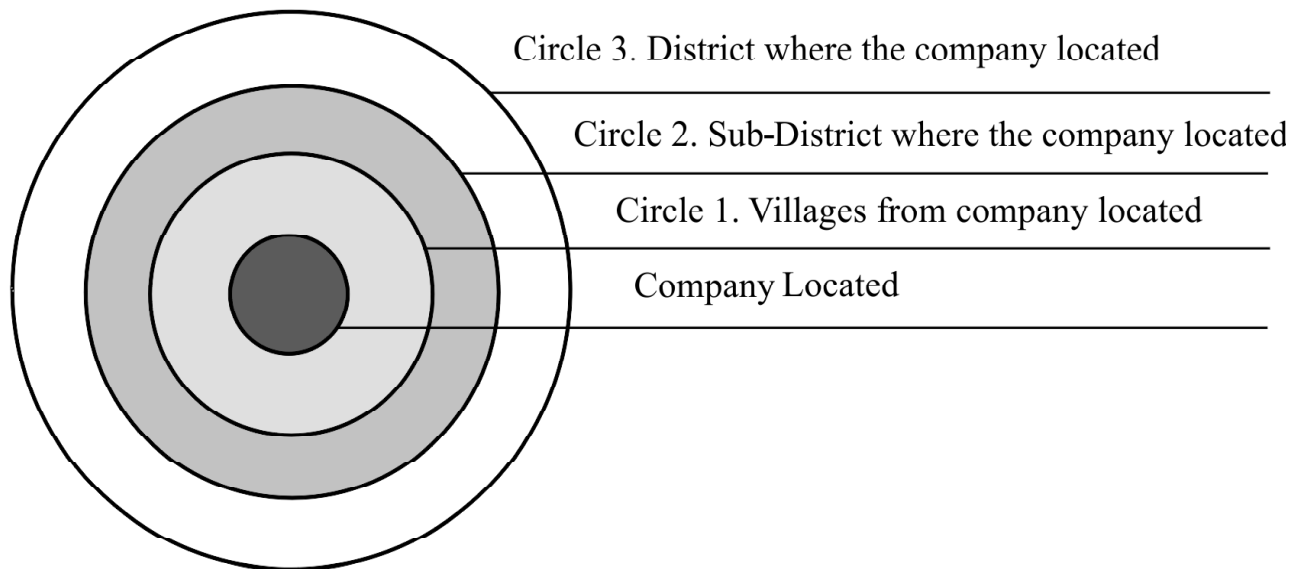 Circle 3. District where the company located
Circle 2. Sub-District where the company located
Circle 1. Villages from company located
Company Located